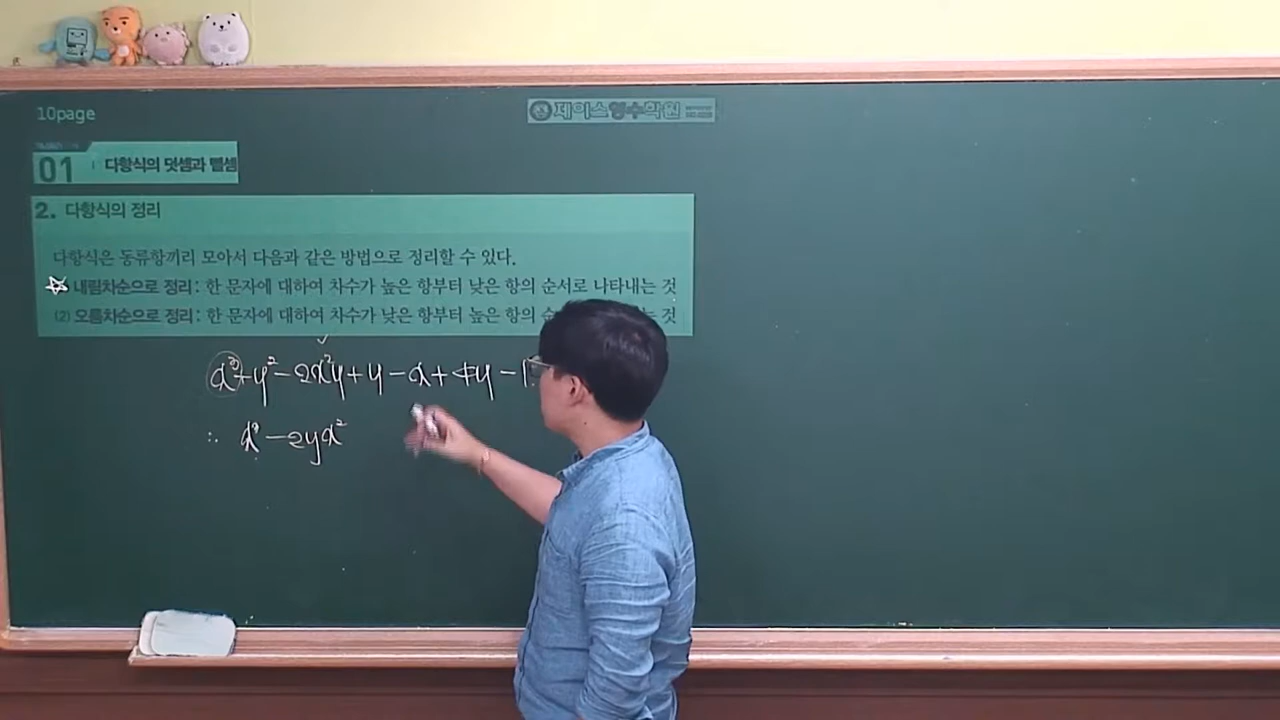 10page
제이스영수학원
01 다항식의 덧셈과 뺄셈
2. 다항식의 정리
다항식은 동류항끼리 모아서 다음과 같은 방법으로 정리할 수 있다.
내림차순으로 정리: 한 문자에 대하여 차수가 높은 항부터 낮은 항의 순서로 나타내는 것
(2) 오름차순으로 정리: 한 문자에 대하여 차수가 낮은 항부터 높은 항의 는 것
x³+y²-2x²y+y-x+4y-1
∴ x³-2yx²